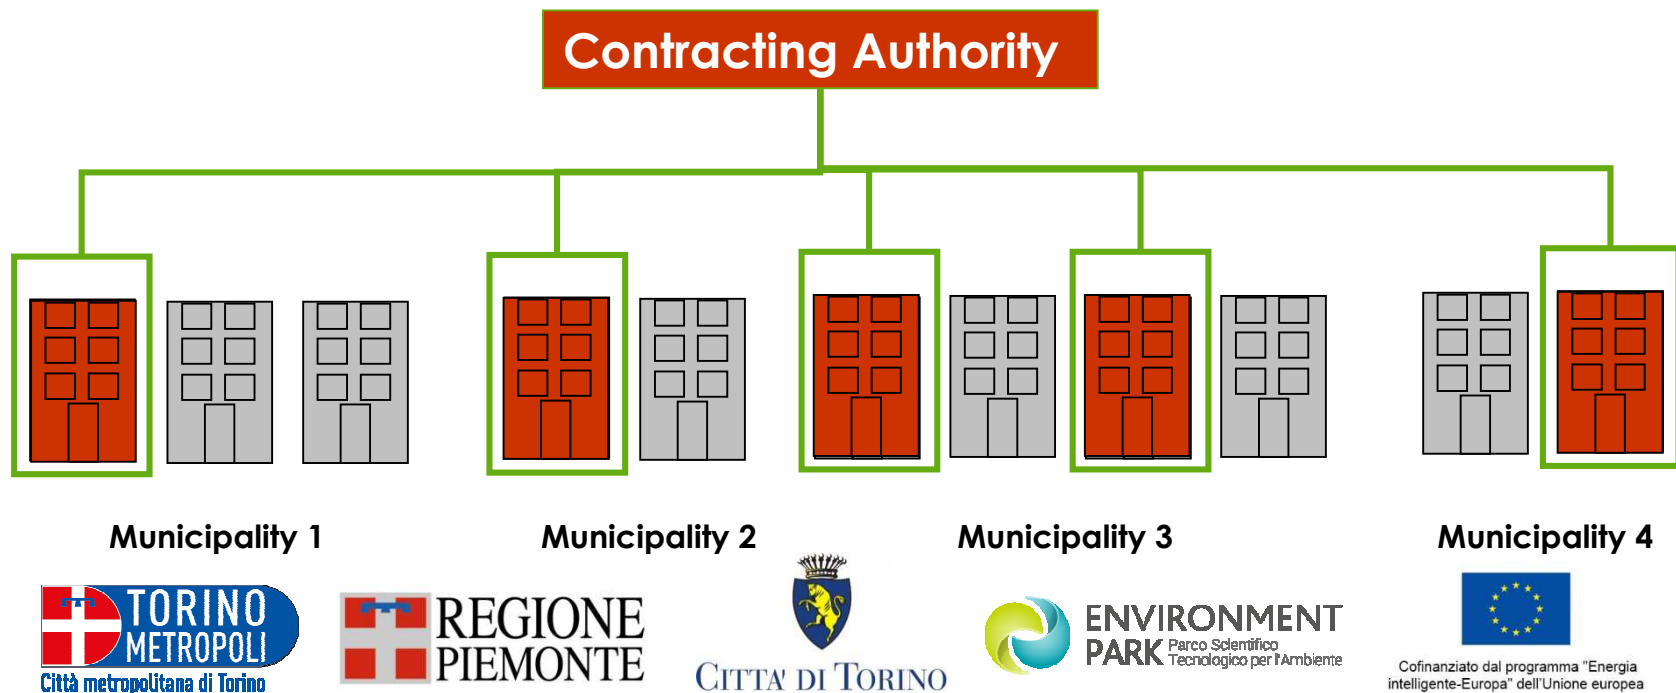 Contracting Authority
Municipality 1
Municipality 2
Municipality 3
Municipality 4
TORINO
METROPOLI
Città metropolitana di Torino
REGIONE
PIEMONTE
CITTA' DI TORINO
ENVIRONMENT
PARK Parco Scientifico
Tecnologico per l'Ambiente
Cofinanziato dal programma "Energia
intelligente-Europa" dell'Unione europea